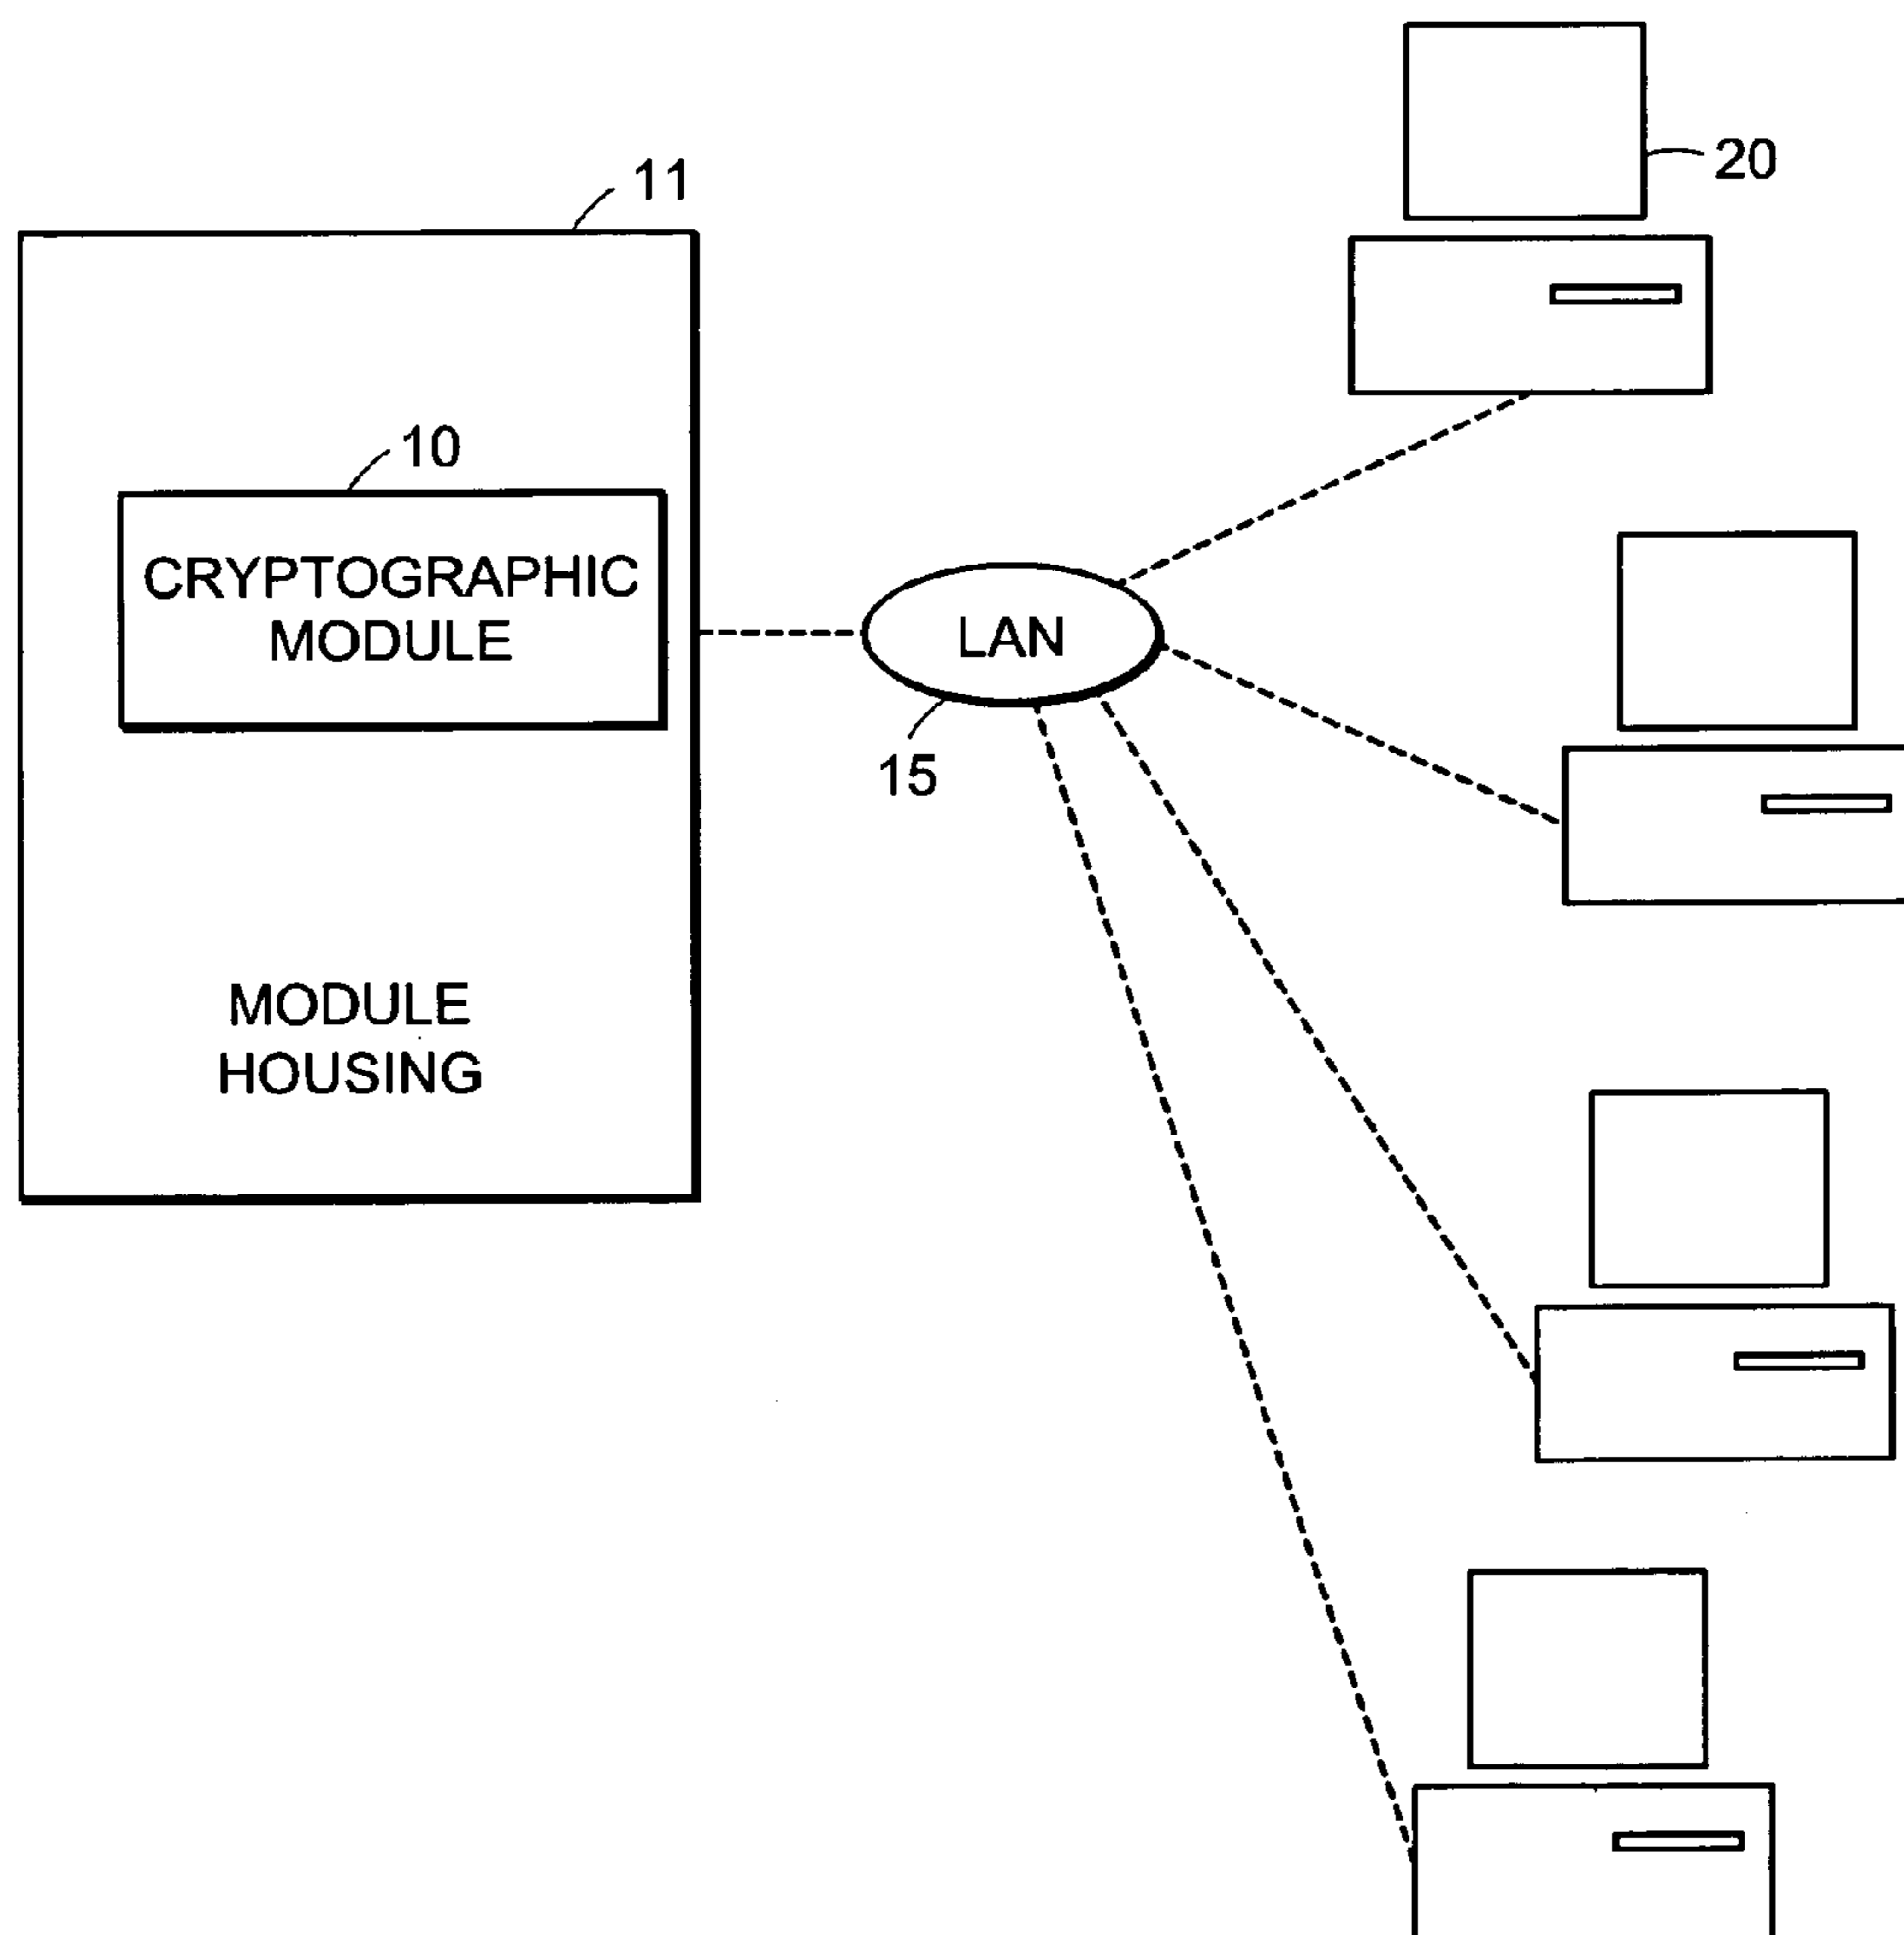 11
20
10
CRYPTOGRAPHIC
MODULE
LAN
15
MODULE
HOUSING